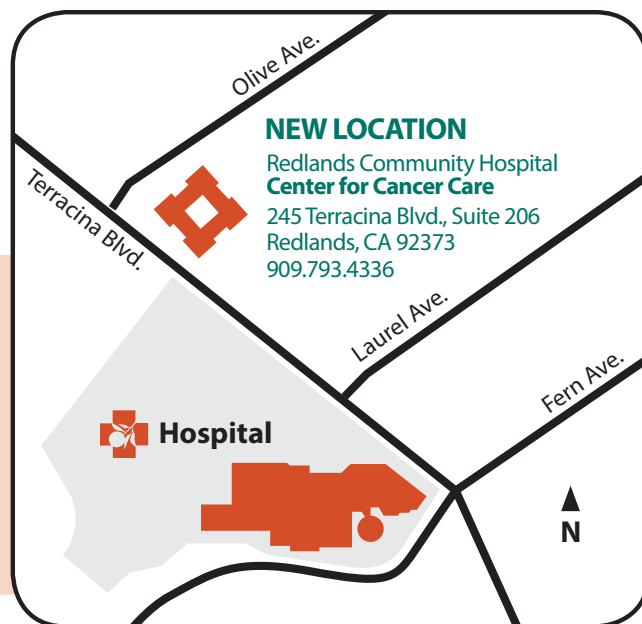 Olive Ave.
NEW LOCATION
Redlands Community Hospital
Center for Cancer Care
245 Terracina Blvd., Suite 206
Redlands, CA 92373
909.793.4336
Terracina Blvd.
Laurel Ave.
Fern Ave.
Hospital
N